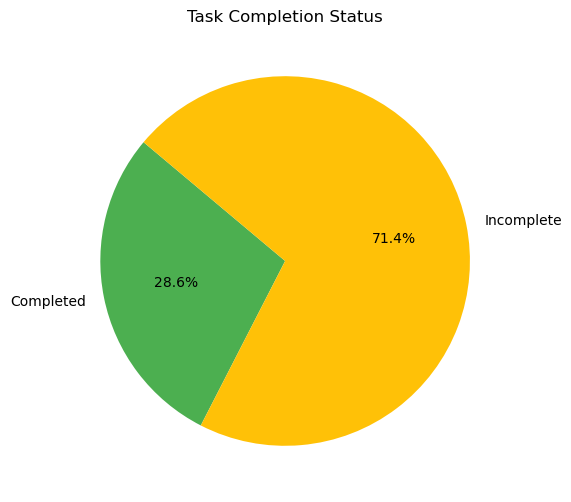 Task Completion Status
Incomplete
71.4%
28.6%
Completed